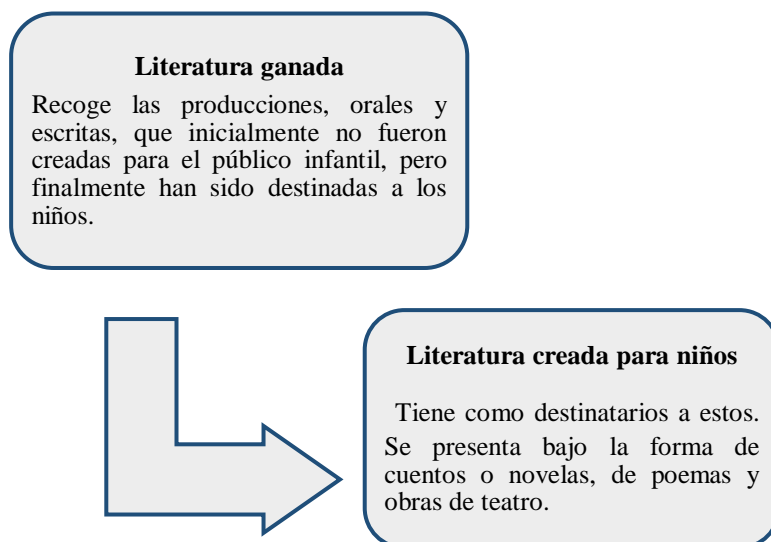 Literatura ganada
Recoge las producciones, orales y
escritas, que inicialmente no fueron
creadas para el público infantil, pero
finalmente han sido destinadas a los
niños.
Literatura creada para niños
Tiene como destinatarios a estos.
Se presenta bajo la forma de
cuentos o novelas, de poemas y
obras de teatro.